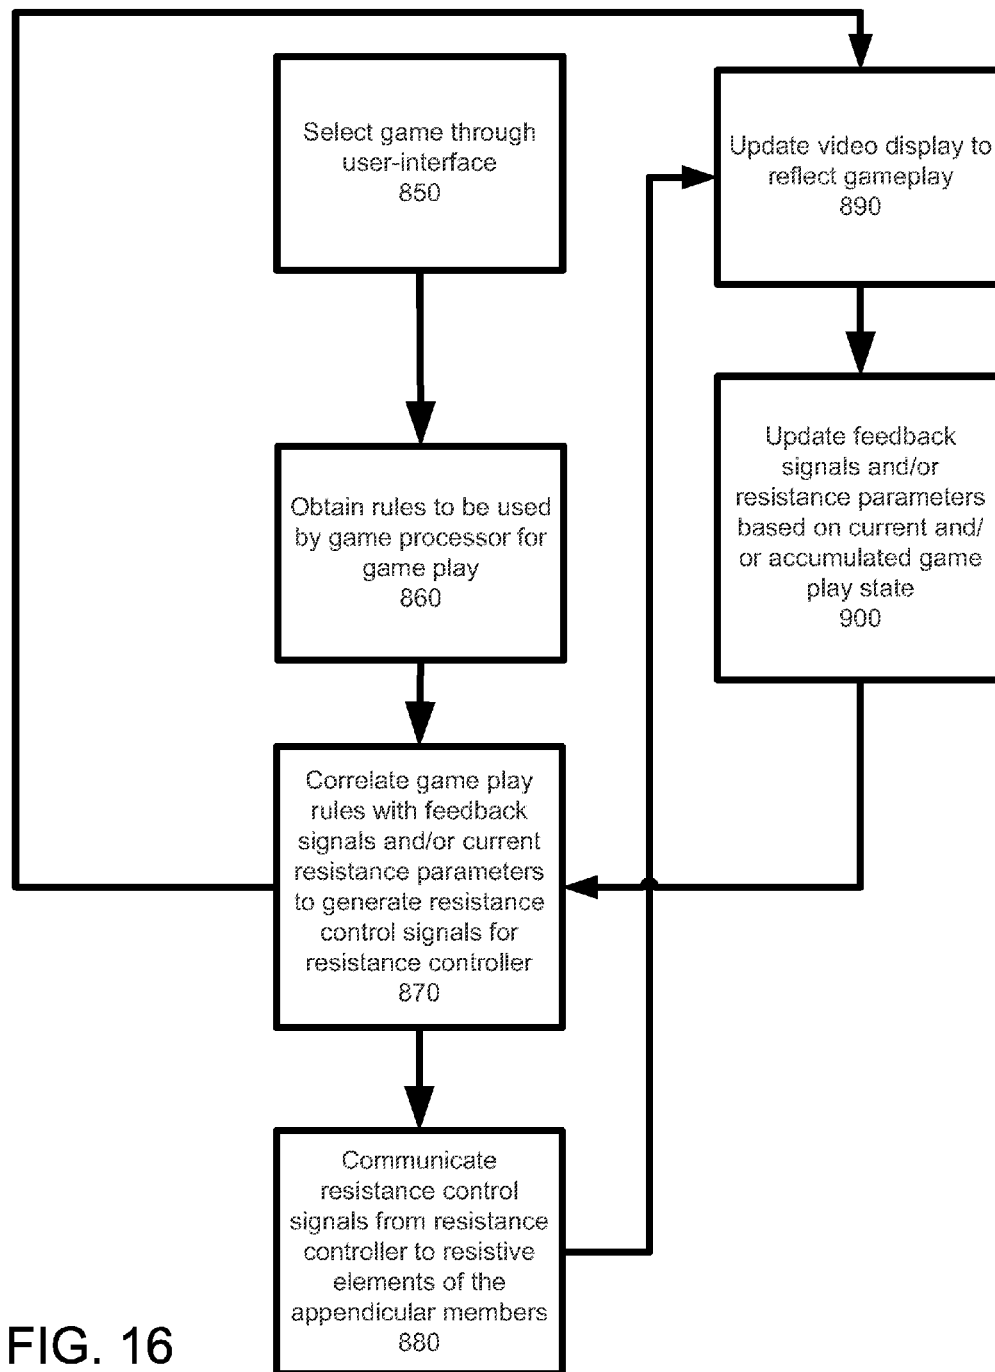 Select game through
user-interface
850
Obtain rules to be used
by game processor for
game play
860
Correlate game play
rules with feedback
signals and/or current
resistance parameters
to generate resistance
control signals for
resistance controller
870
Communicate
resistance control
signals from resistance
controller to resistive
elements of the
appendicular members
880
Update video display to
reflect gameplay
890
Update feedback
signals and/or
resistance parameters
based on current and/
or accumulated game
play state
900
FIG. 16